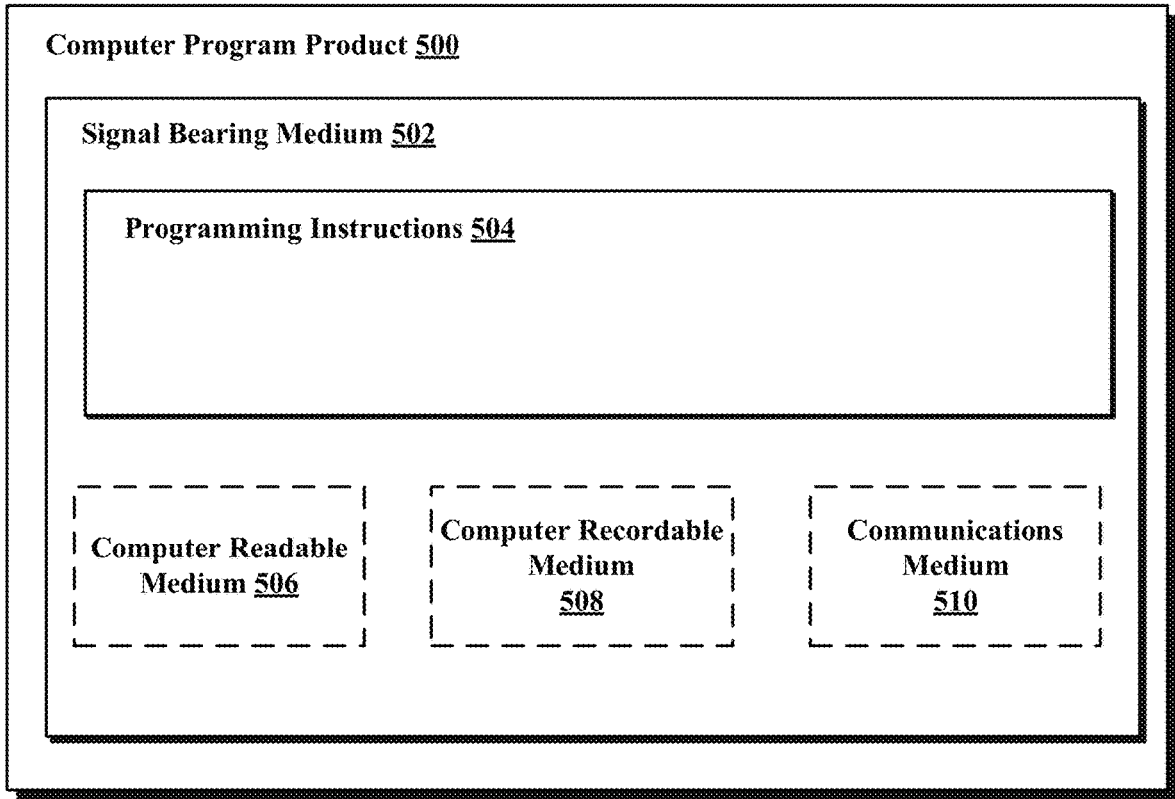 Computer Program Product 500
Signal Bearing Medium 502
Programming Instructions 504
Computer Readable
Medium 506
Computer Recordable
Medium
508
Communications
Medium
510